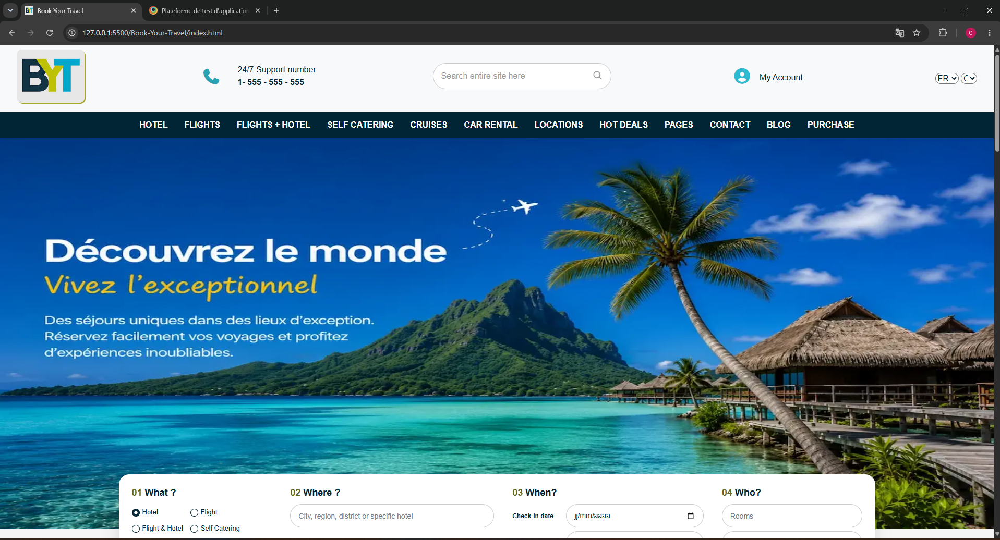 Book Your Travel
Plateforme de test d'application
127.0.0.1:5500/Book-Your-Travel/index.html
C
BYT
24/7 Support number
1- 555 - 555 - 555
Search entire site here
My Account
FR
€
HOTEL FLIGHTS FLIGHTS + HOTEL SELF CATERING CRUISES CAR RENTAL LOCATIONS HOT DEALS PAGES CONTACT BLOG PURCHASE
Découvrez le monde
Vivez l'exceptionnel
Des séjours uniques dans des lieux d'exception.
Réservez facilement vos voyages et profitez
d'expériences inoubliables.
01 What ?
Hotel
Flight
Flight & Hotel
Self Catering
02 Where ?
City, region, district or specific hotel
03 When?
Check-in date
jj/mm/aaaa
04 Who?
Rooms